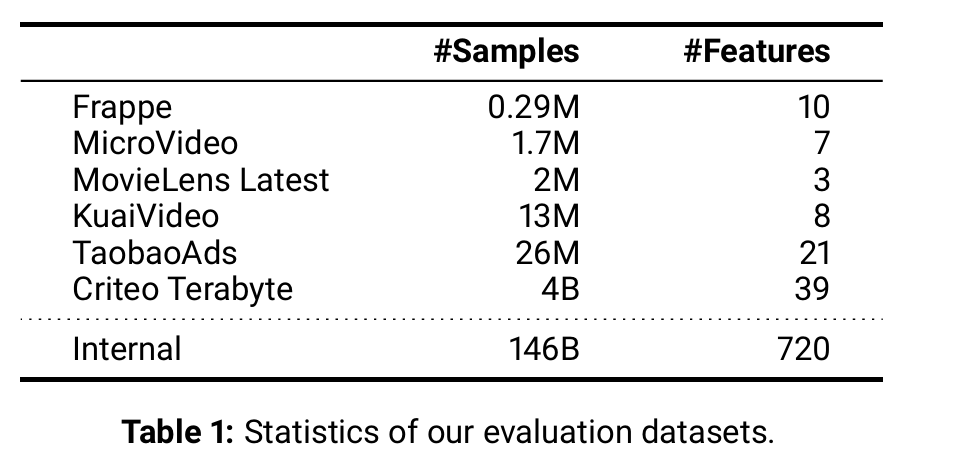 #Samples #Features
Frappe 0.29M 10
MicroVideo 1.7M 7
MovieLens Latest 2M 3
KuaiVideo 13M 8
TaobaoAds 26M 21
Criteo Terabyte 4B 39
Internal 146B 720
Table 1: Statistics of our evaluation datasets.